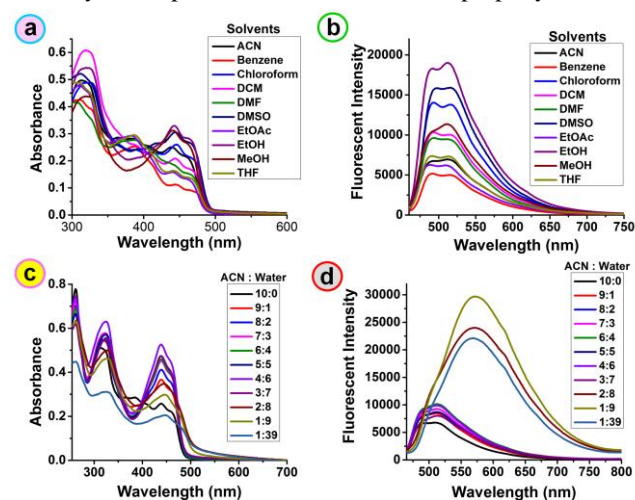 a
Solvents
ACN
Benzene
Chloroform
DCM
DMF
DMSO
EtOAc
EtOH
MeOH
THF
Absorbance
0.6
0.5
0.4
0.3
0.2
0.1
0.0
300 400 500 600
Wavelength (nm)
b
Solvents
ACN
Benzene
Chloroform
DCM
DMF
DMSO
EtOAc
EtOH
MeOH
THF
Fluorescent Intensity
20000
15000
10000
5000
0
500 550 600 650 700 750
Wavelength (nm)
c
ACN : Water
10:0
9:1
8:2
7:3
6:4
5:5
4:6
3:7
2:8
1:9
1:39
Absorbance
0.8
0.6
0.4
0.2
0.0
300 400 500 600 700
Wavelength (nm)
d
ACN : Water
10:0
9:1
8:2
7:3
6:4
5:5
4:6
3:7
2:8
1:9
1:39
Fluorescent Intensity
30000
25000
20000
15000
10000
5000
0
500 550 600 650 700 750 800
Wavelength (nm)